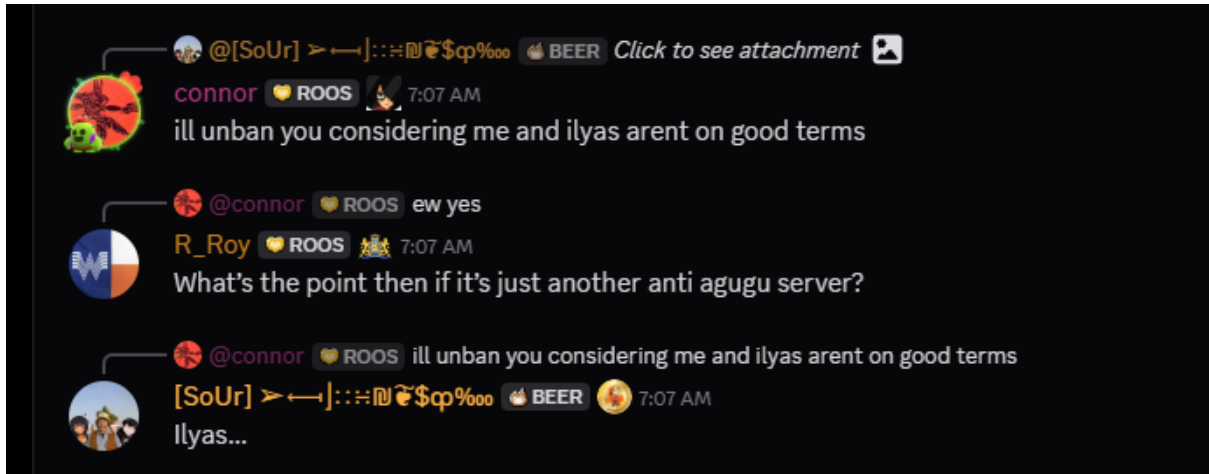 @[SoUr] ➢⟻⌡∷∺₪❦$ȹ‱ BEER Click to see attachment
connor ROOS 7:07 AM
ill unban you considering me and ilyas arent on good terms
@connor ROOS ew yes
R_Roy ROOS 7:07 AM
What’s the point then if it’s just another anti agugu server?
@connor ROOS ill unban you considering me and ilyas arent on good terms
[SoUr] ➢⟻⌡∷∺₪❦$ȹ‱ BEER 7:07 AM
Ilyas...